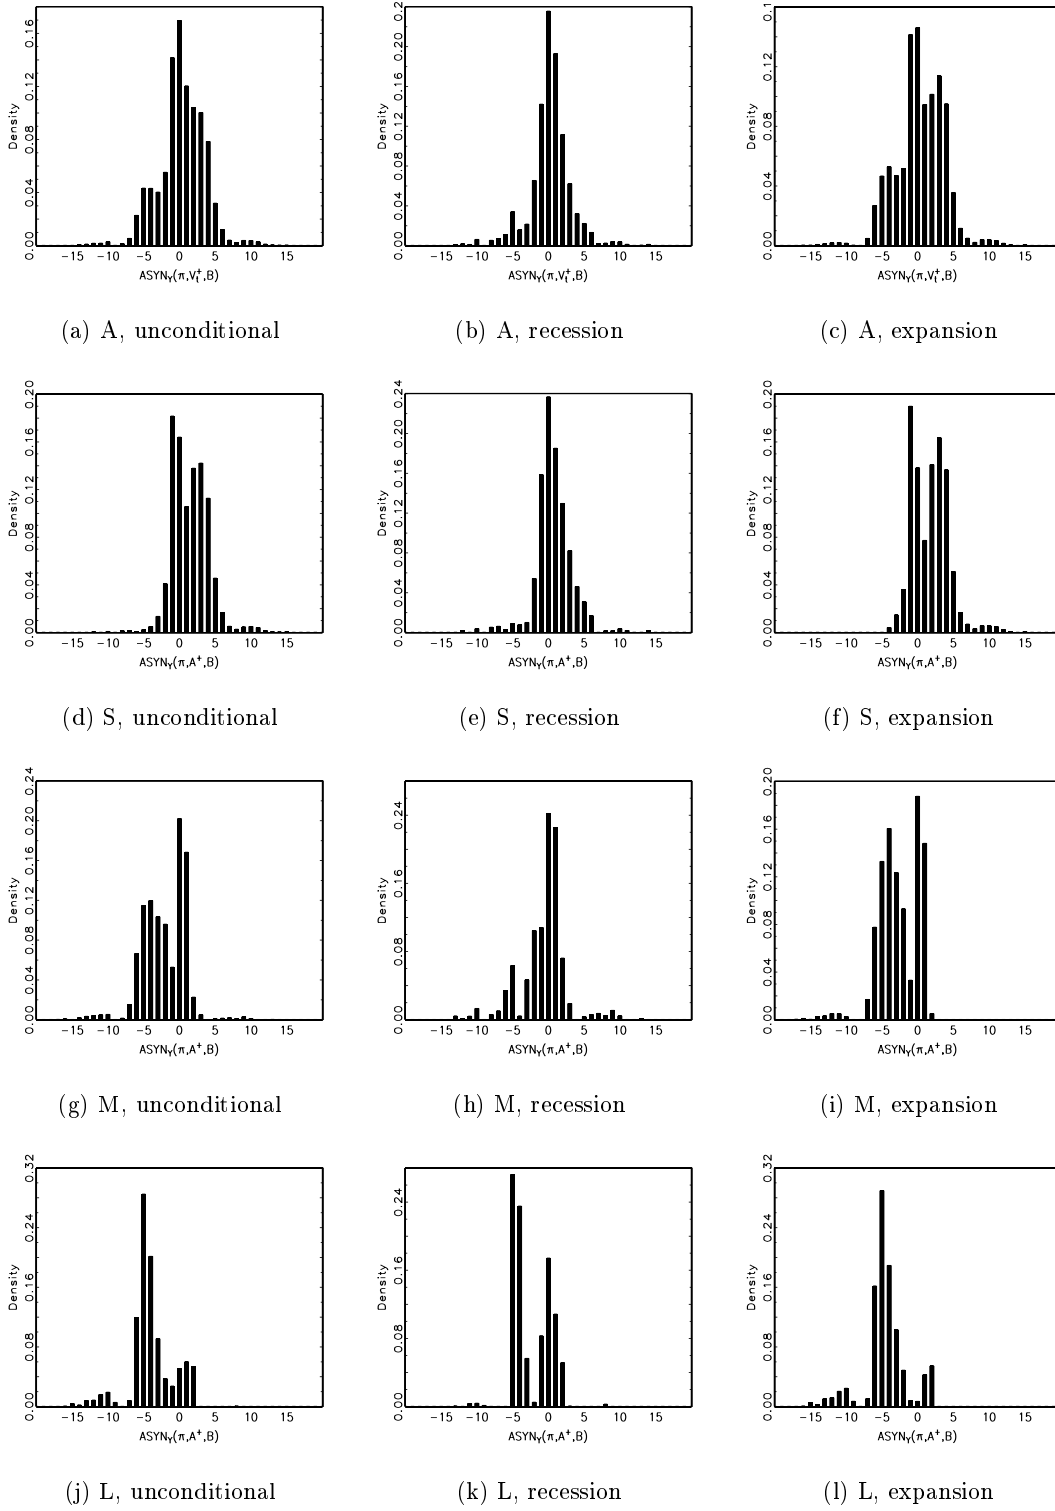 0.00 0.04 0.08 0.12 0.16
Density
-15 -10 -5 0 5 10 15
ASYN_Y(π,V_t^+,B)
(a) A, unconditional
0.00 0.04 0.08 0.12 0.16 0.2
Density
-15 -10 -5 0 5 10 15
ASYN_Y(π,V_t^+,B)
(b) A, recession
0.00 0.04 0.08 0.12 0.1
Density
-15 -10 -5 0 5 10 15
ASYN_Y(π,V_t^+,B)
(c) A, expansion
0.00 0.04 0.08 0.12 0.16 0.20
Density
-15 -10 -5 0 5 10 15
ASYN_Y(π,A^+,B)
(d) S, unconditional
0.00 0.08 0.16 0.24
Density
-15 -10 -5 0 5 10 15
ASYN_Y(π,A^+,B)
(e) S, recession
0.00 0.04 0.08 0.12 0.16 0.20
Density
-15 -10 -5 0 5 10 15
ASYN_Y(π,A^+,B)
(f) S, expansion
0.00 0.04 0.08 0.12 0.16 0.20 0.24
Density
-15 -10 -5 0 5 10 15
ASYN_Y(π,A^+,B)
(g) M, unconditional
0.00 0.08 0.16 0.24
Density
-15 -10 -5 0 5 10 15
ASYN_Y(π,A^+,B)
(h) M, recession
0.00 0.04 0.08 0.12 0.16 0.20
Density
-15 -10 -5 0 5 10 15
ASYN_Y(π,A^+,B)
(i) M, expansion
0.00 0.08 0.16 0.24 0.32
Density
-15 -10 -5 0 5 10 15
ASYN_Y(π,A^+,B)
(j) L, unconditional
0.00 0.08 0.16 0.24
Density
-15 -10 -5 0 5 10 15
ASYN_Y(π,A^+,B)
(k) L, recession
0.00 0.08 0.16 0.24 0.32
Density
-15 -10 -5 0 5 10 15
ASYN_Y(π,A^+,B)
(l) L, expansion